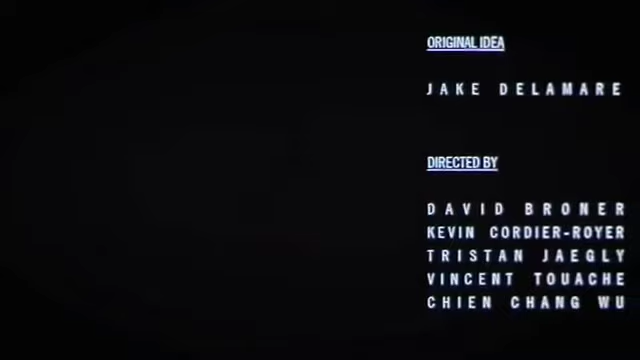 ORIGINAL IDEA
JAKE DELAMARE
DIRECTED BY
DAVID BRONER
KEVIN CORDIER-ROYER
TRISTAN JAEGLY
VINCENT TOUACHE
CHIEN CHANG WU